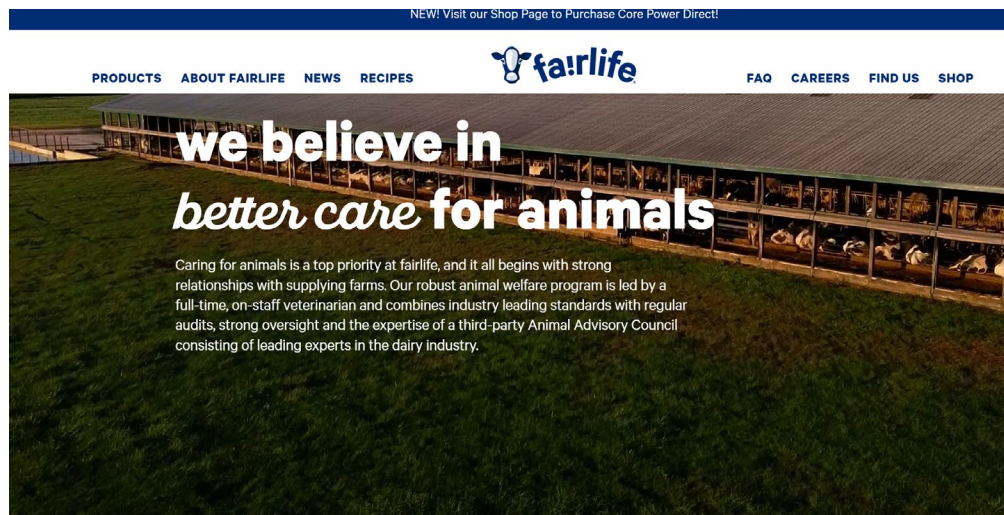 NEW! Visit our Shop Page to Purchase Core Power Direct!
PRODUCTS ABOUT FAIRLIFE NEWS RECIPES fa!rlife FAQ CAREERS FIND US SHOP
we believe in
better care for animals
Caring for animals is a top priority at fairlife, and it all begins with strong
relationships with supplying farms. Our robust animal welfare program is led by a
full-time, on-staff veterinarian and combines industry leading standards with regular
audits, strong oversight and the expertise of a third-party Animal Advisory Council
consisting of leading experts in the dairy industry.